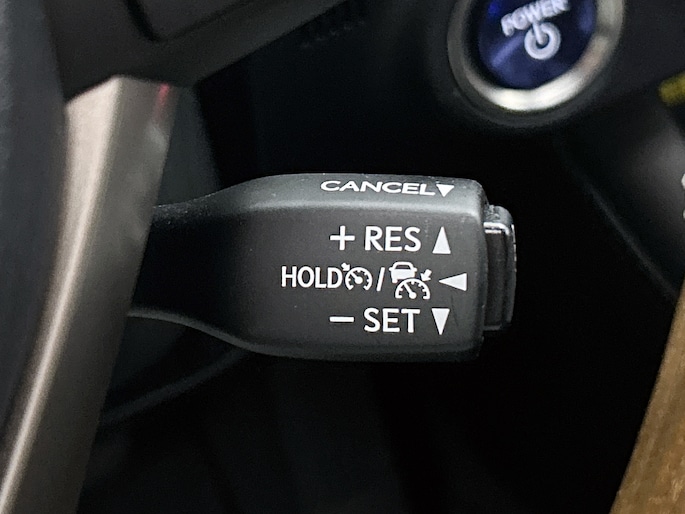 POWER
CANCEL▼
+ RES ▲
HOLD / ◀
− SET ▼